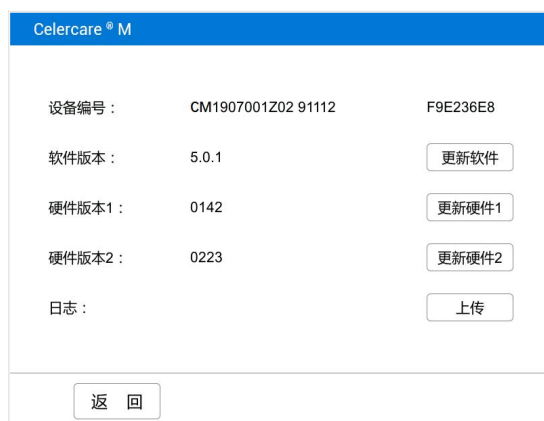 Celercare ® M
设备编号： CM1907001Z02 91112 F9E236E8
软件版本： 5.0.1 更新软件
硬件版本1： 0142 更新硬件1
硬件版本2： 0223 更新硬件2
日志： 上传
返 回